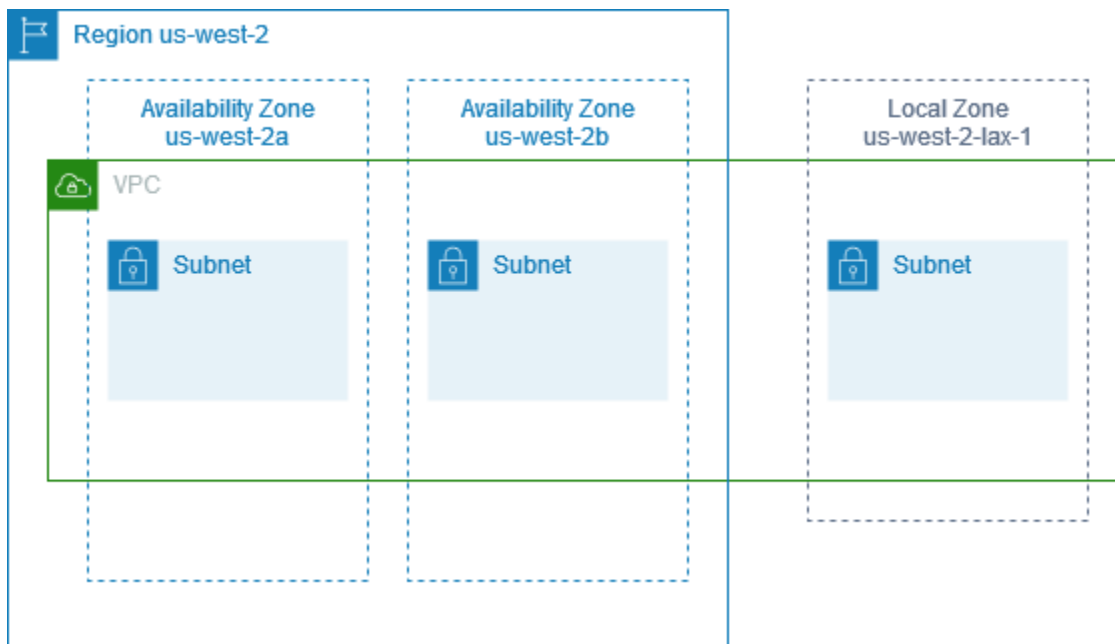 Region us-west-2
Availability Zone
us-west-2a
Availability Zone
us-west-2b
Local Zone
us-west-2-lax-1
VPC
Subnet
Subnet
Subnet